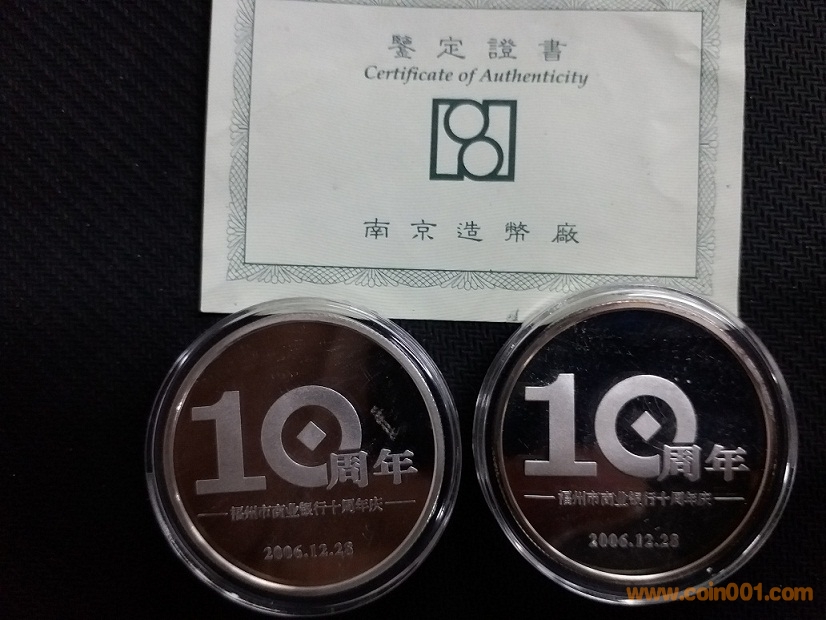 鑒定證書
Certificate of Authenticity
南京造幣廠
10周年
福州市商业银行十周年庆
2006.12.28
10周年
福州市商业银行十周年庆
2006.12.28
www.coin001.com